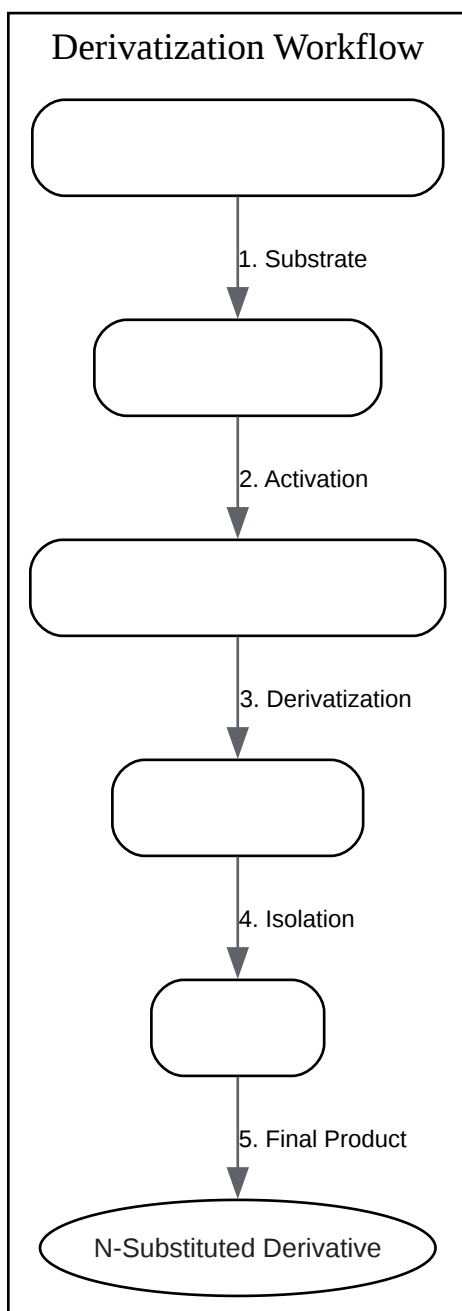 Derivatization Workflow
1. Substrate
2. Activation
3. Derivatization
4. Isolation
5. Final Product
N-Substituted Derivative